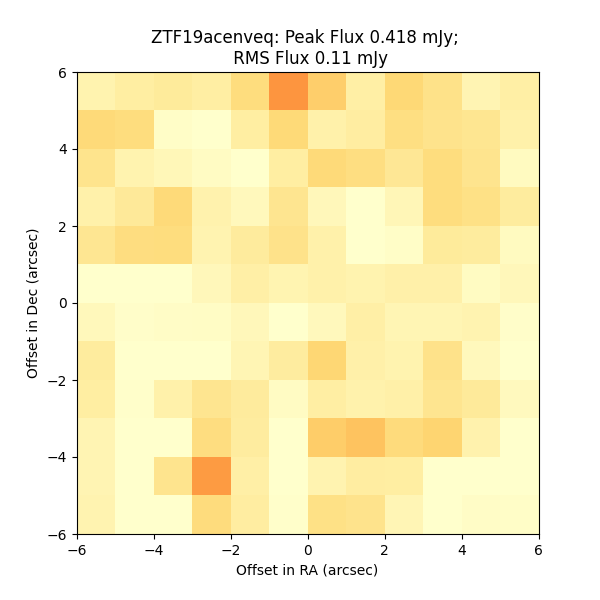 ZTF19acenveq: Peak Flux 0.418 mJy;
RMS Flux 0.11 mJy
6
4
2
0
−2
−4
−6
Offset in Dec (arcsec)
−6 −4 −2 0 2 4 6
Offset in RA (arcsec)